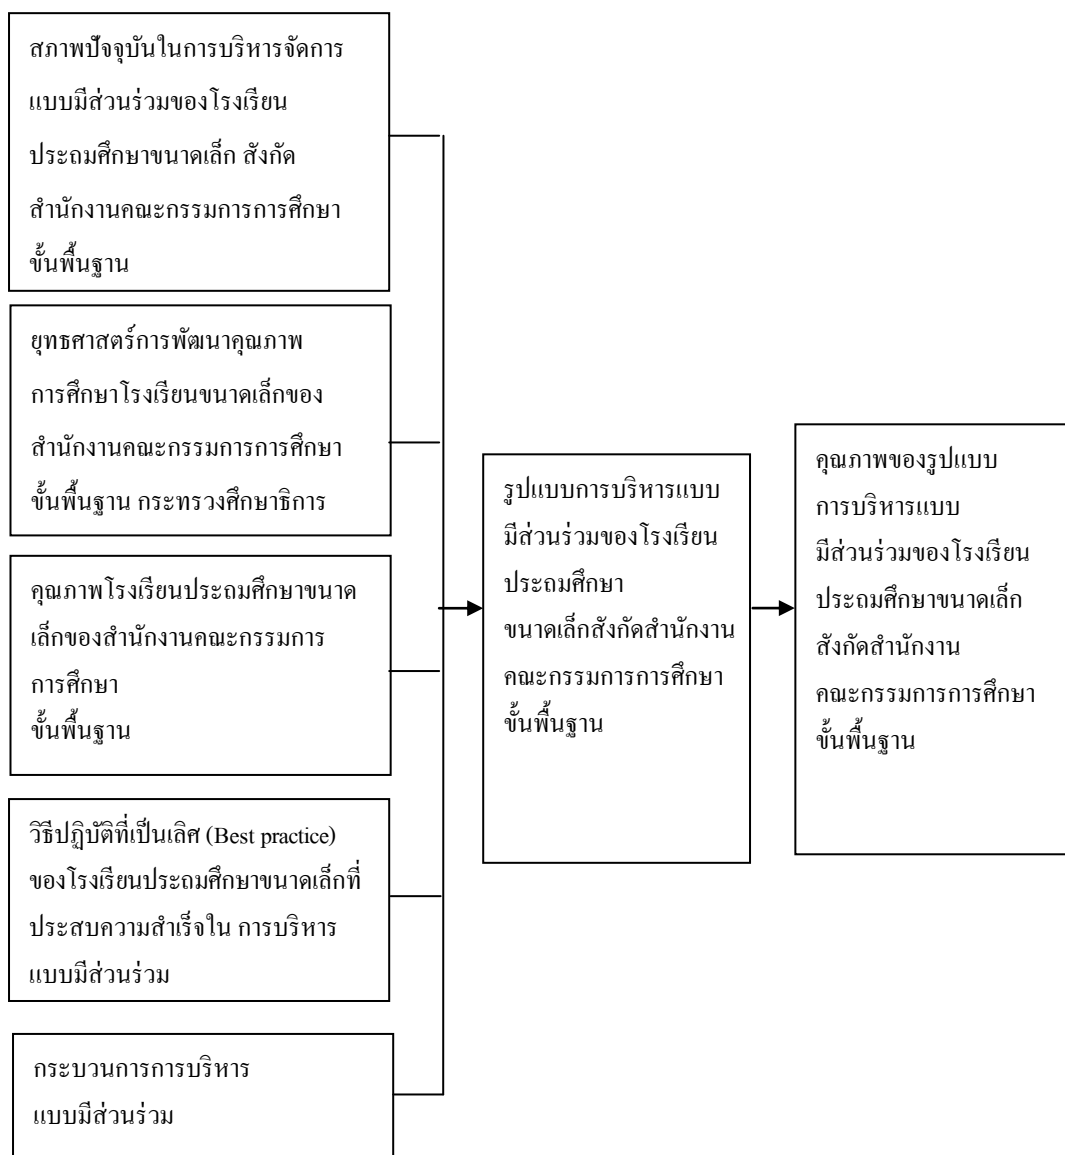 สภาพปัจจุบันในการบริหารจัดการ
แบบมีส่วนร่วมของโรงเรียน
ประถมศึกษาขนาดเล็ก สังกัด
สำนักงานคณะกรรมการการศึกษา
ขั้นพื้นฐาน
ยุทธศาสตร์การพัฒนาคุณภาพ
การศึกษาโรงเรียนขนาดเล็กของ
สำนักงานคณะกรรมการการศึกษา
ขั้นพื้นฐาน กระทรวงศึกษาธิการ
คุณภาพโรงเรียนประถมศึกษาขนาด
เล็กของสำนักงานคณะกรรมการ
การศึกษา
ขั้นพื้นฐาน
วิธีปฏิบัติที่เป็นเลิศ (Best practice)
ของโรงเรียนประถมศึกษาขนาดเล็กที่
ประสบความสำเร็จใน การบริหาร
แบบมีส่วนร่วม
กระบวนการการบริหาร
แบบมีส่วนร่วม
รูปแบบการบริหารแบบ
มีส่วนร่วมของโรงเรียน
ประถมศึกษา
ขนาดเล็กสังกัดสำนักงาน
คณะกรรมการการศึกษา
ขั้นพื้นฐาน
คุณภาพของรูปแบบ
การบริหารแบบ
มีส่วนร่วมของโรงเรียน
ประถมศึกษาขนาดเล็ก
สังกัดสำนักงาน
คณะกรรมการการศึกษา
ขั้นพื้นฐาน